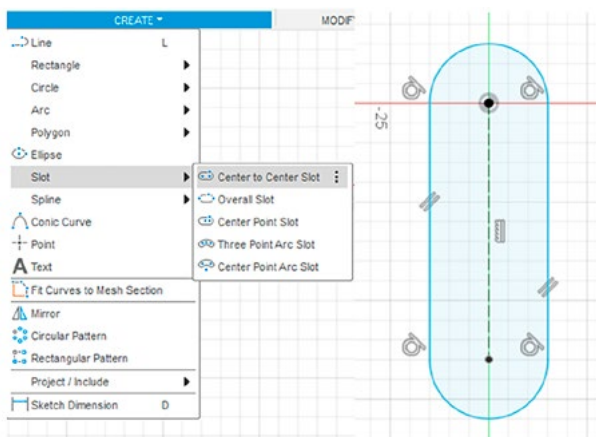 CREATE
MODIF
Line L
Rectangle
Circle
Arc
Polygon
Ellipse
Slot
Center to Center Slot
Overall Slot
Center Point Slot
Three Point Arc Slot
Center Point Arc Slot
Spline
Conic Curve
Point
A Text
Fit Curves to Mesh Section
Mirror
Circular Pattern
Rectangular Pattern
Project / Include
Sketch Dimension D
-25